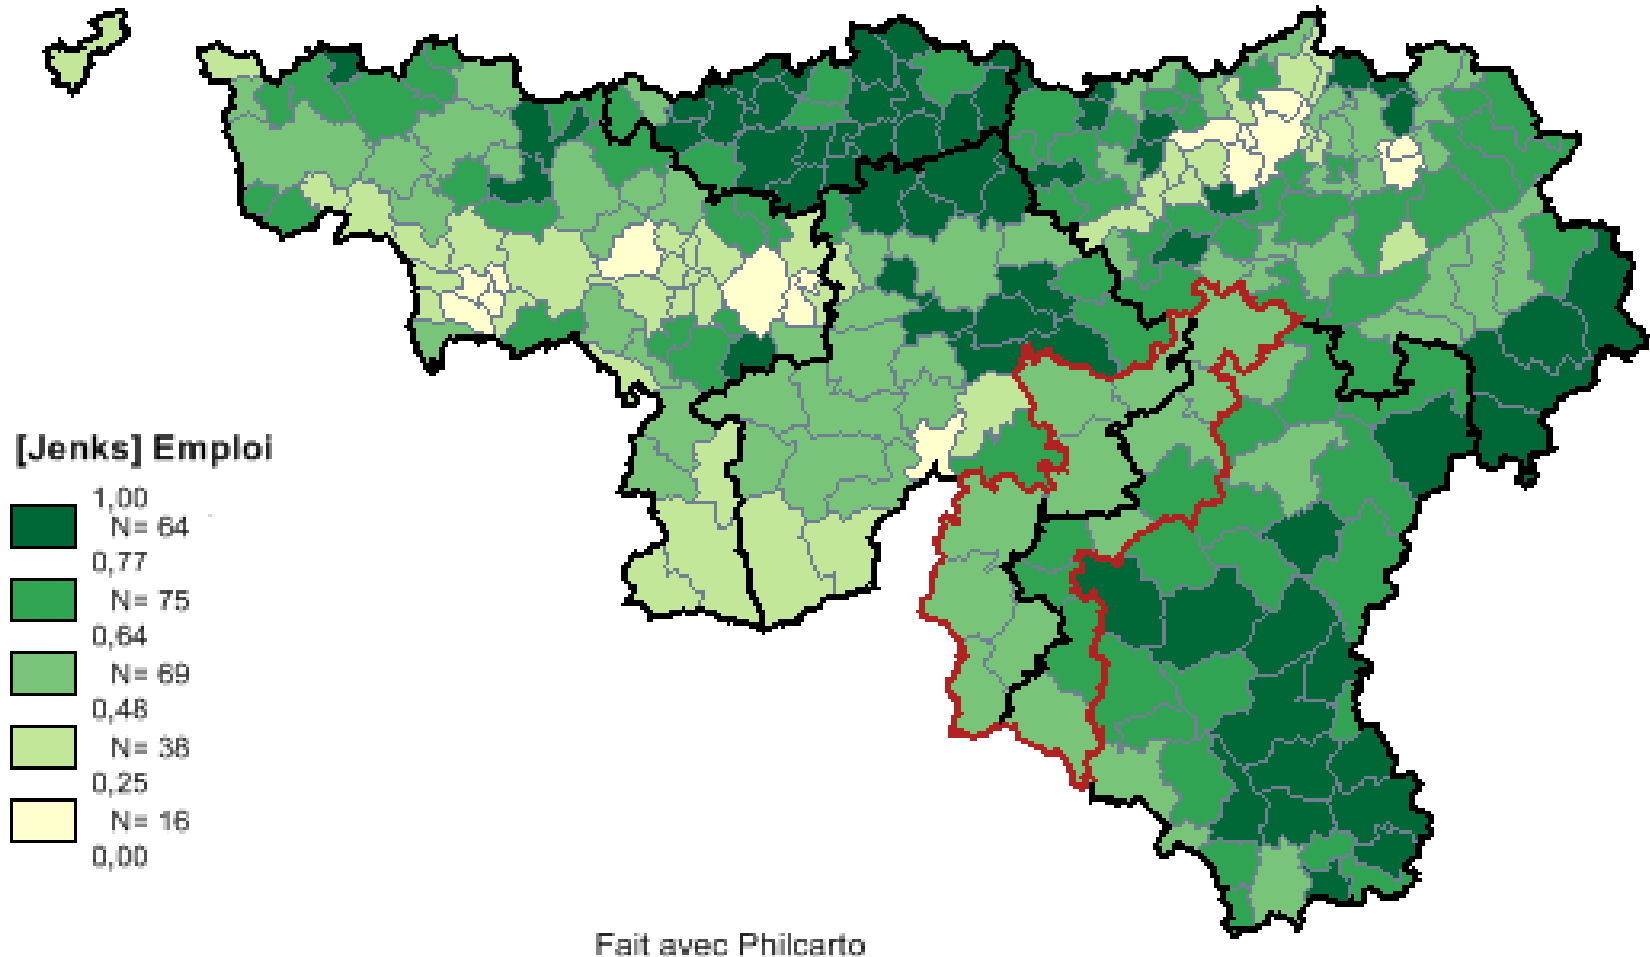 [Jenks] Emploi
1,00
N= 64
0,77
N= 75
0,64
N= 69
0,48
N= 38
0,25
N= 16
0,00
Fait avec Philcarto